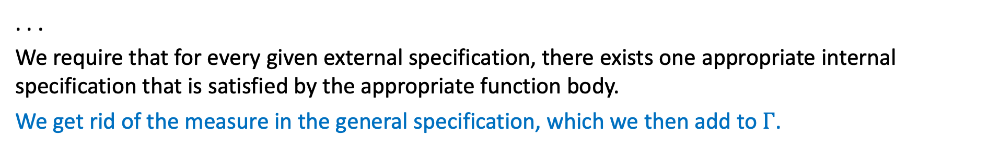 . . .
We require that for every given external specification, there exists one appropriate internal
specification that is satisfied by the appropriate function body.
We get rid of the measure in the general specification, which we then add to Γ.